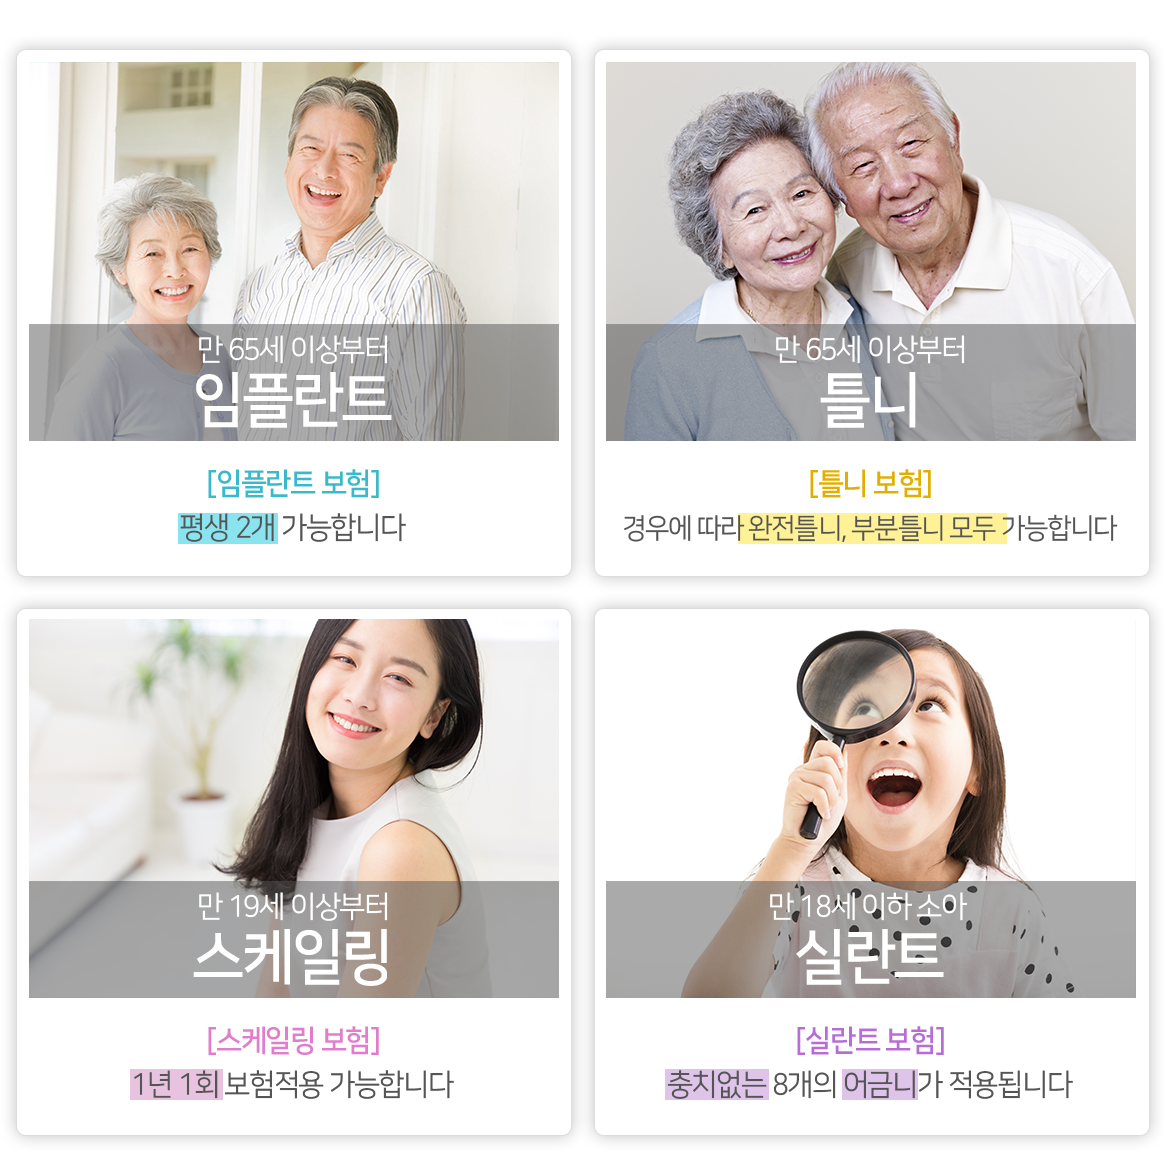 만 65세 이상부터
임플란트
[임플란트 보험]
평생 2개 가능합니다
만 65세 이상부터
틀니
[틀니 보험]
경우에 따라 완전틀니, 부분틀니 모두 가능합니다
만 19세 이상부터
스케일링
[스케일링 보험]
1년 1회 보험적용 가능합니다
만 18세 이하 소아
실란트
[실란트 보험]
충치없는 8개의 어금니가 적용됩니다